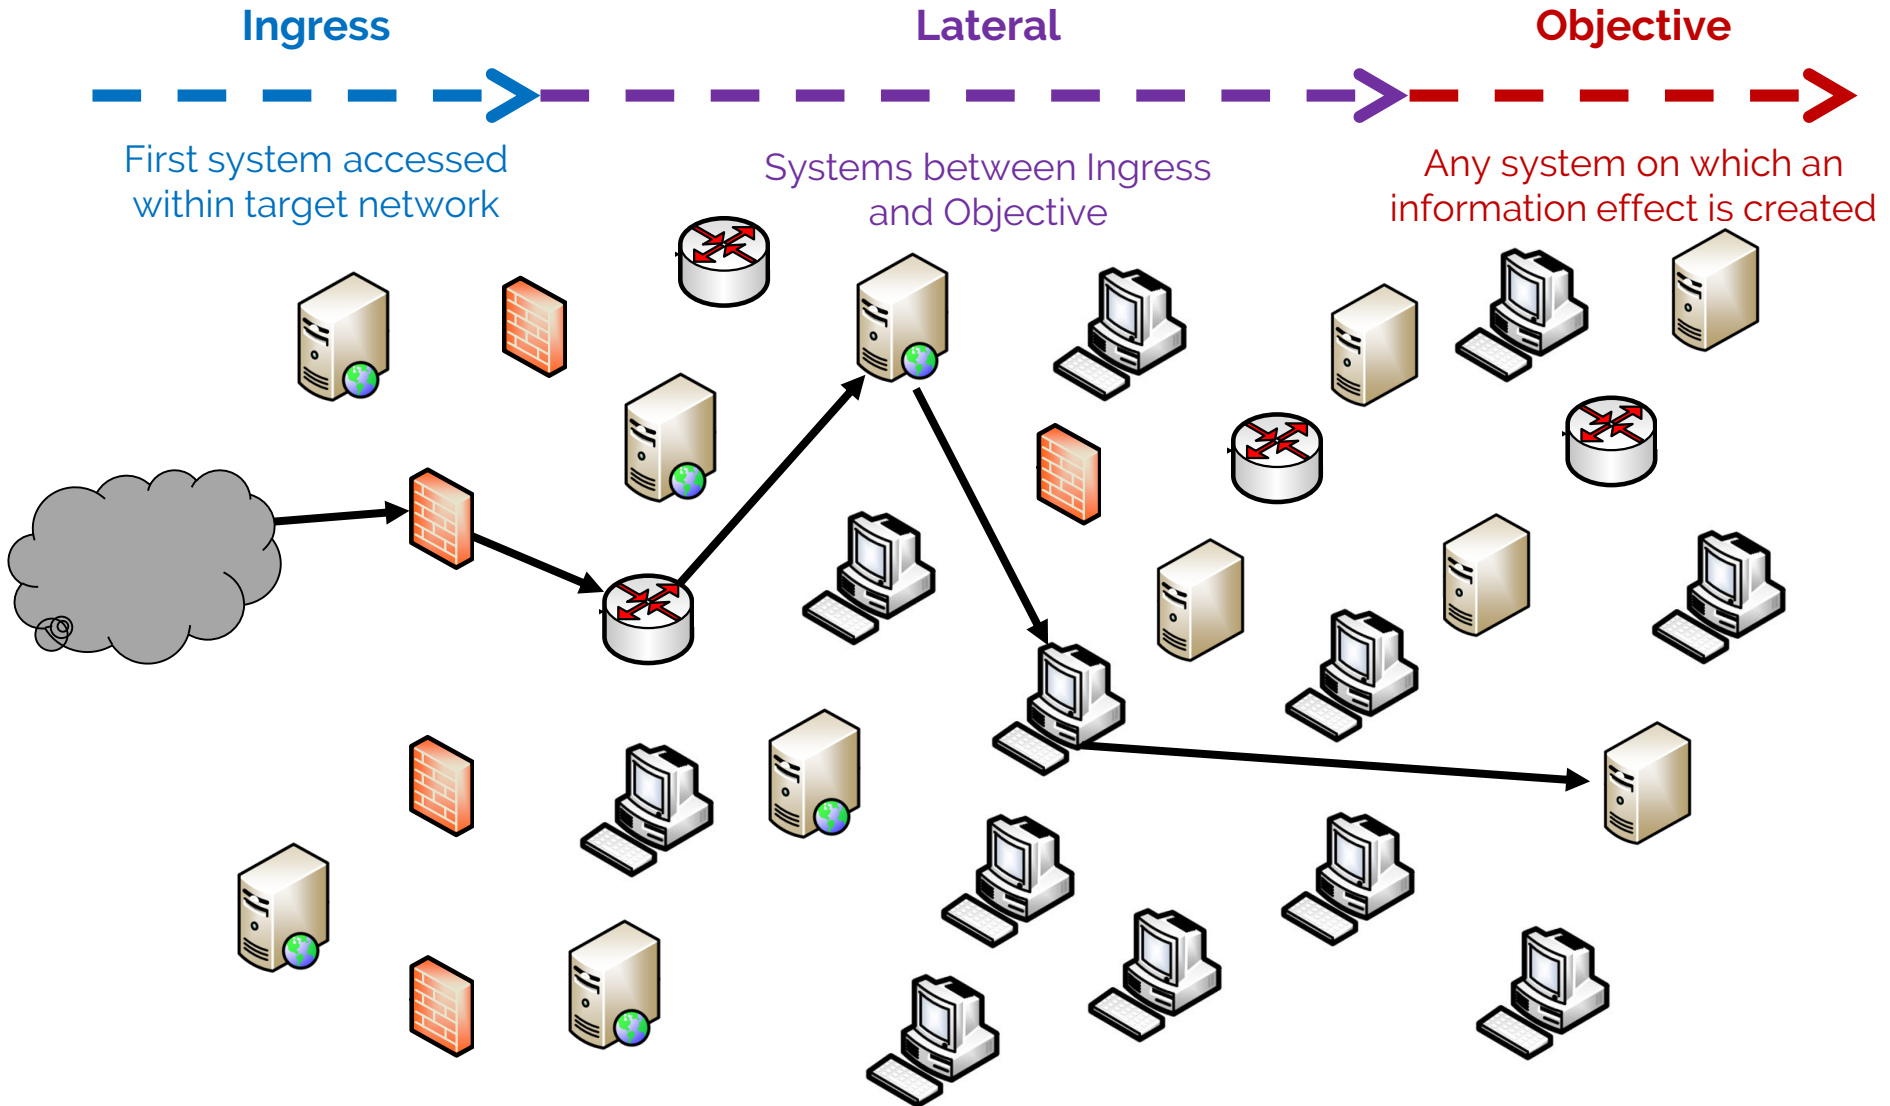 Ingress
Lateral
Objective
First system accessed
within target network
Systems between Ingress
and Objective
Any system on which an
information effect is created